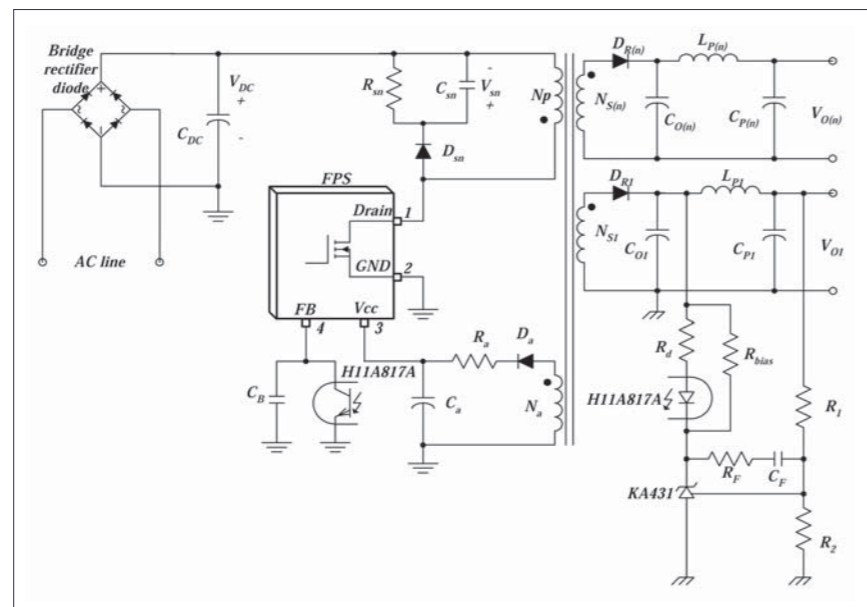 Bridge
rectifier
diode
V_DC
+
-
C_DC
AC line
R_sn
C_sn
-
V_sn
+
D_sn
Np
FPS
Drain
1
GND
2
FB
4
Vcc
3
C_B
H11A817A
C_a
R_a
D_a
N_a
D_R(n)
L_P(n)
N_S(n)
C_O(n)
C_P(n)
V_O(n)
D_R1
L_P1
N_S1
C_O1
C_P1
V_O1
R_d
R_bias
H11A817A
R_1
R_F
C_F
KA431
R_2